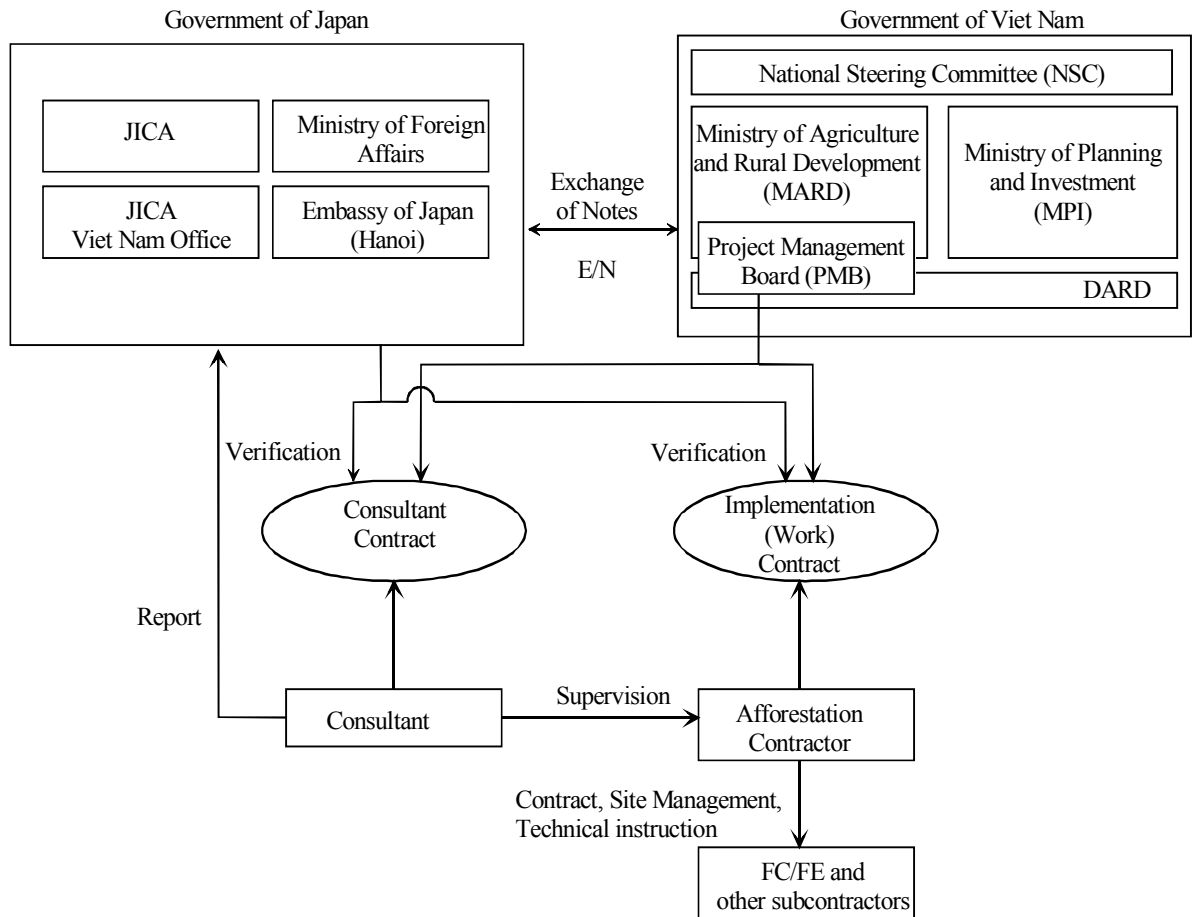 Government of Japan
Government of Viet Nam
JICA
Ministry of Foreign
Affairs
JICA
Viet Nam Office
Embassy of Japan
(Hanoi)
Exchange
of Notes
E/N
National Steering Committee (NSC)
Ministry of Agriculture
and Rural Development
(MARD)
Ministry of Planning
and Investment
(MPI)
Project Management
Board (PMB)
DARD
Verification
Verification
Consultant
Contract
Implementation
(Work)
Contract
Report
Consultant
Supervision
Afforestation
Contractor
Contract, Site Management,
Technical instruction
FC/FE and
other subcontractors